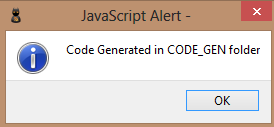 JavaScript Alert -
Code Generated in CODE_GEN folder
OK